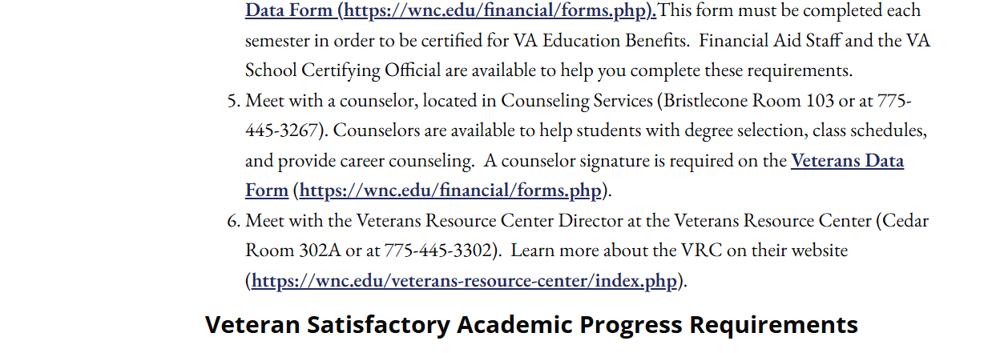 Data Form (https://wnc.edu/financial/forms.php).This form must be completed each
semester in order to be certified for VA Education Benefits.  Financial Aid Staff and the VA
School Certifying Official are available to help you complete these requirements.
5. Meet with a counselor, located in Counseling Services (Bristlecone Room 103 or at 775-
445-3267). Counselors are available to help students with degree selection, class schedules,
and provide career counseling.  A counselor signature is required on the Veterans Data
Form (https://wnc.edu/financial/forms.php).
6. Meet with the Veterans Resource Center Director at the Veterans Resource Center (Cedar
Room 302A or at 775-445-3302).  Learn more about the VRC on their website
(https://wnc.edu/veterans-resource-center/index.php).
Veteran Satisfactory Academic Progress Requirements